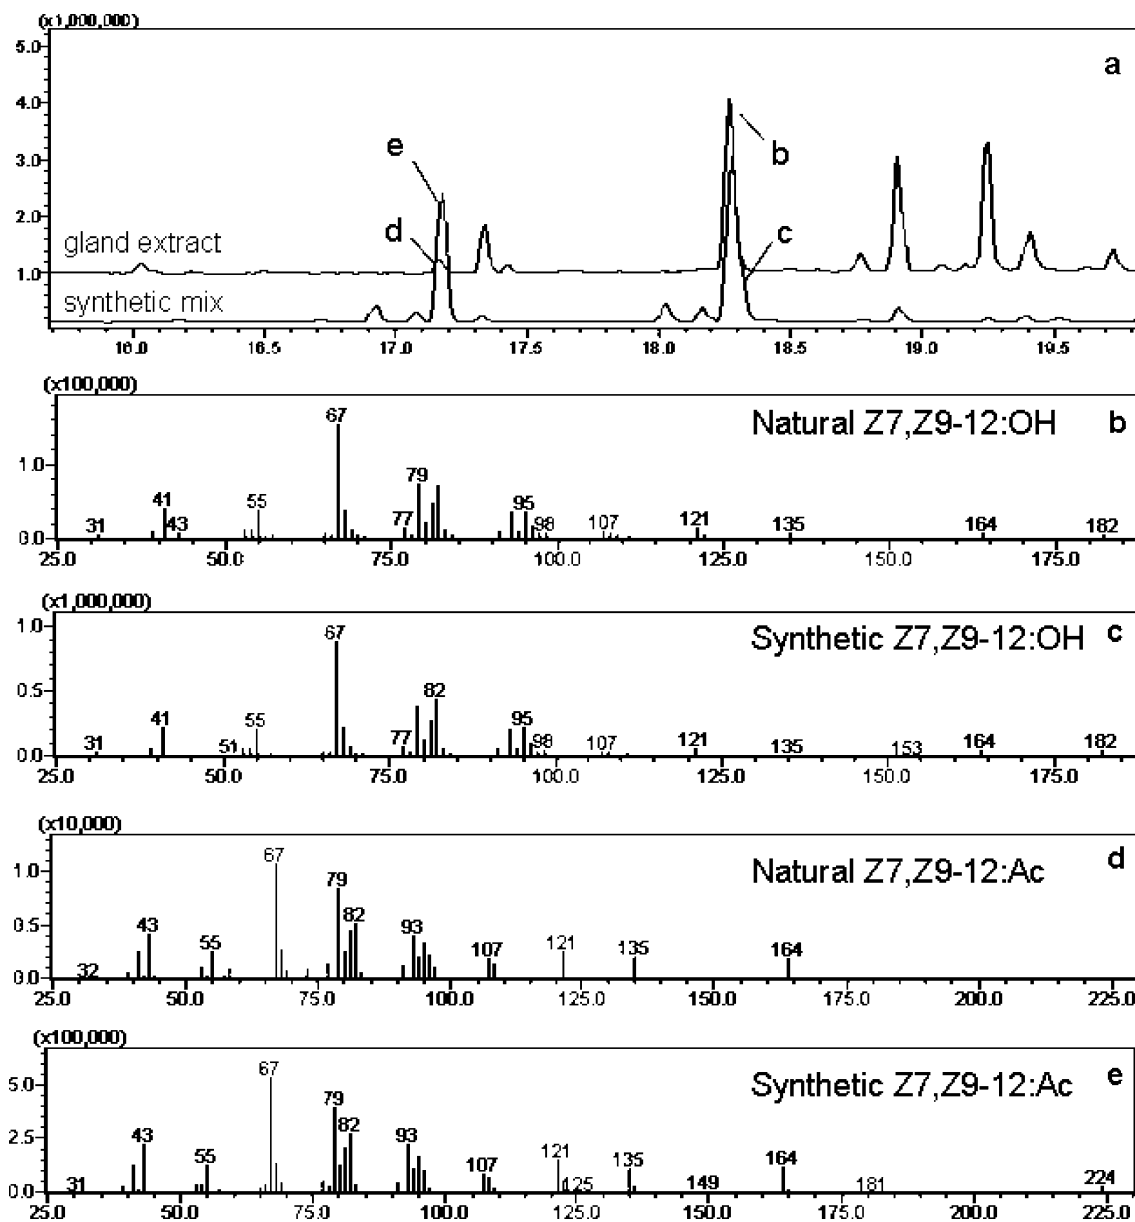 (x1,000,000)
5.0
a
4.0
e
b
3.0
2.0
d
c
gland extract
1.0
synthetic mix
16.0 16.5 17.0 17.5 18.0 18.5 19.0 19.5
(x100,000)
67
Natural Z7,Z9-12:OH b
1.0
79
41 55 95
31 43 77 98 107 121 135 164 182
0.0
25.0 50.0 75.0 100.0 125.0 150.0 175.0
(x1,000,000)
1.0
67
Synthetic Z7,Z9-12:OH c
82
0.5
41 55 95
31 51 77 98 107 121 135 153 164 182
0.0
25.0 50.0 75.0 100.0 125.0 150.0 175.0
(x10,000)
67
d
1.0
79
Natural Z7,Z9-12:Ac
82
0.5
43 55 93 107 121 135 164
32
0.0
25.0 50.0 75.0 100.0 125.0 150.0 175.0 200.0 225.0
(x100,000)
67
e
5.0
79
Synthetic Z7,Z9-12:Ac
82
2.5
43 93
55 107 121 135 164
31 125 149 181 224
0.0
25.0 50.0 75.0 100.0 125.0 150.0 175.0 200.0 225.0